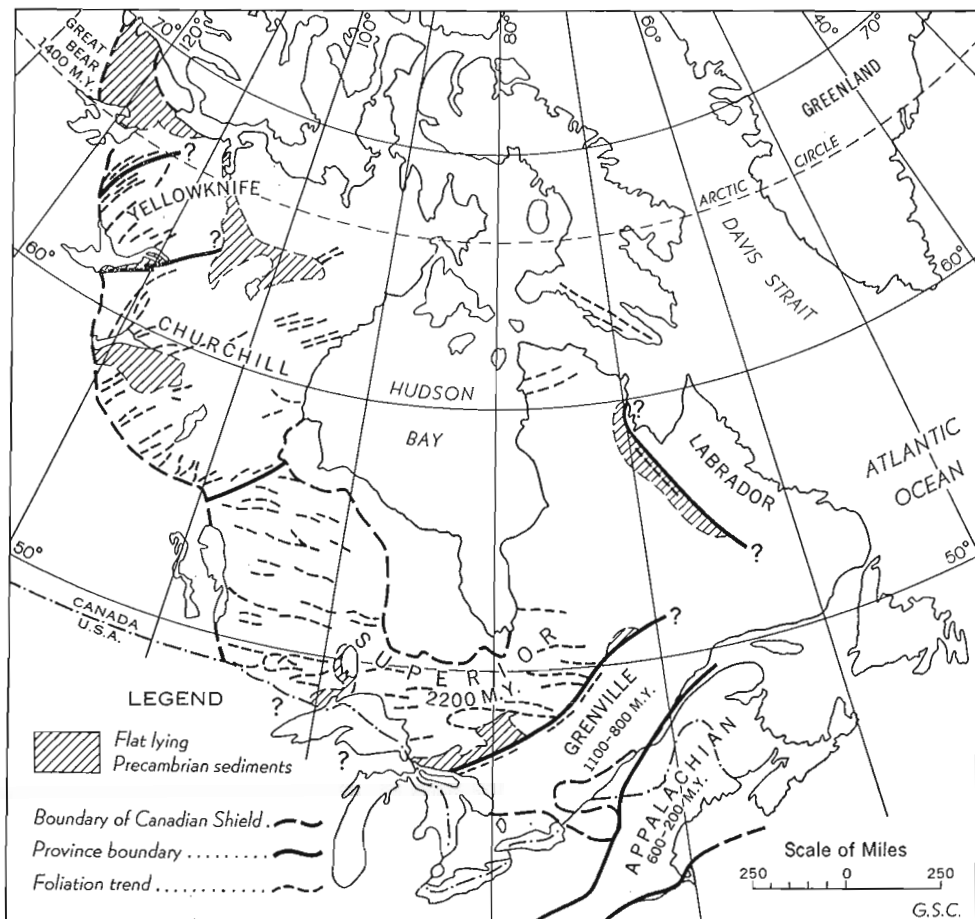 70°
120°
100°
80°
60°
40°
70°
GREAT
BEAR
1400 M.Y.
GREENLAND
ARCTIC CIRCLE
?
YELLOWKNIFE
?
DAVIS STRAIT
60°
60°
CHURCHILL
HUDSON
BAY
?
LABRADOR
ATLANTIC
OCEAN
?
50°
50°
CANADA
U.S.A.
SUPERIOR
2200 M.Y.
?
GRENVILLE
1100-800 M.Y.
APPALACHIAN
600-200 M.Y.
?
?
LEGEND
Flat lying
Precambrian sediments
Boundary of Canadian Shield .
Province boundary ..........
Foliation trend ..............
Scale of Miles
250 0 250
G.S.C.